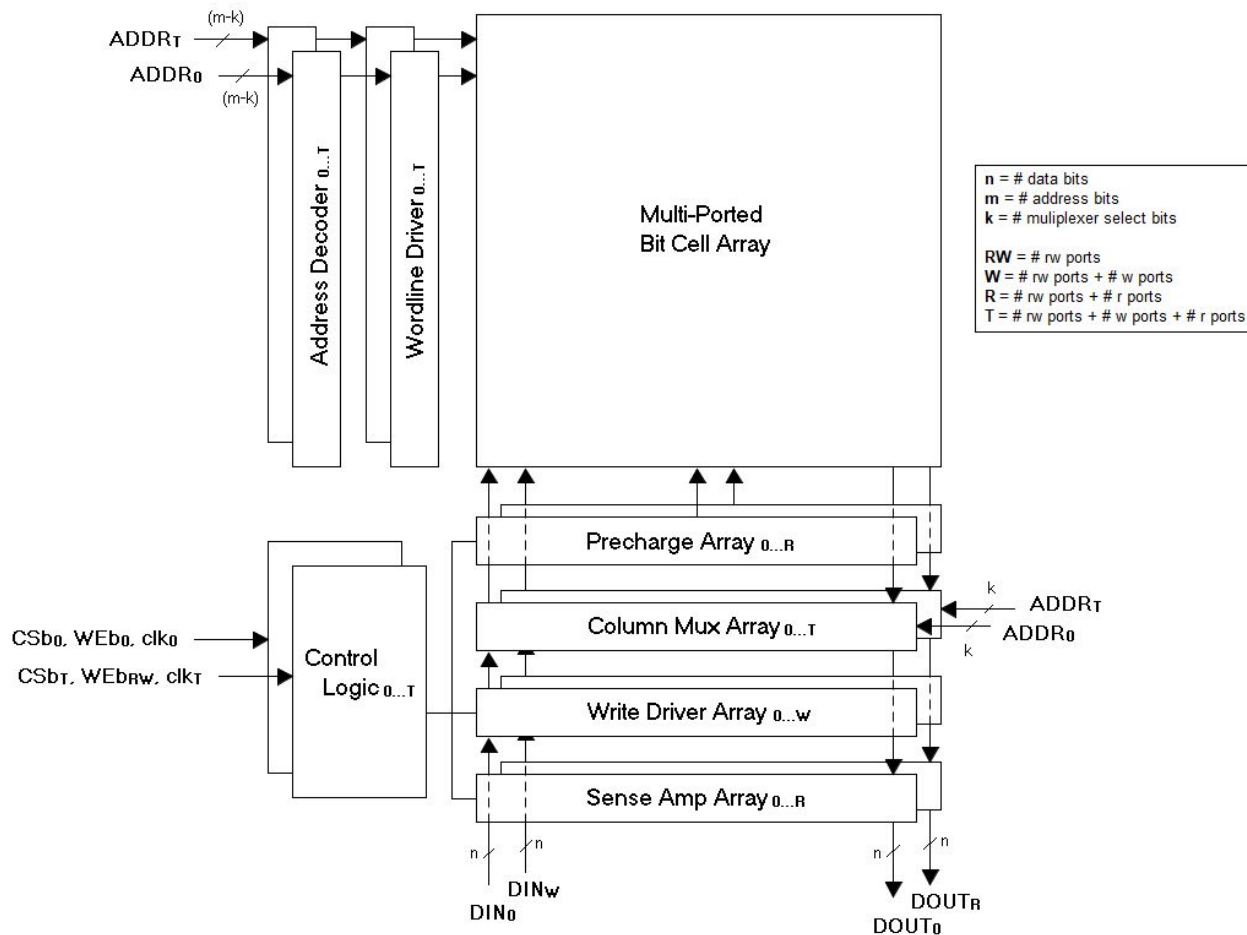 (m-k)
ADDRT
ADDR0
(m-k)
Address Decoder 0...T
Wordline Driver 0...T
Multi-Ported
Bit Cell Array
n = # data bits
m = # address bits
k = # muliplexer select bits
RW = # rw ports
W = # rw ports + # w ports
R = # rw ports + # r ports
T = # rw ports + # w ports + # r ports
Precharge Array 0...R
k
ADDRT
Column Mux Array 0...T
ADDR0
k
CSb0, WEb0, clk0
CSbT, WEbRW, clkT
Control
Logic 0...T
Write Driver Array 0...W
Sense Amp Array 0...R
n
n
n
n
DINW
DIN0
DOUTR
DOUT0